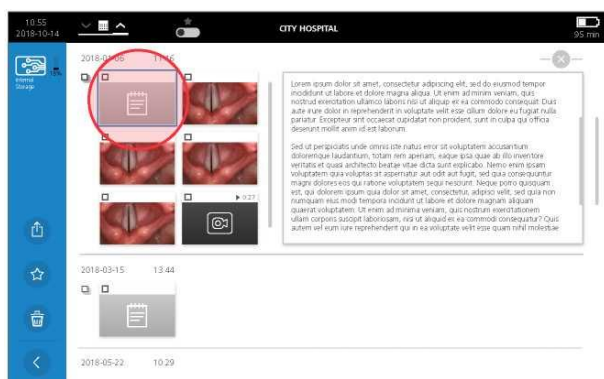 10.55
2018-10-14
CITY HOSPITAL
95 min
Internal
Storage
2018-01-06 11:16
0:27
Lorem ipsum dolor sit amet, consectetur adipiscing elit, sed do eiusmod tempor
incididunt ut labore et dolore magna aliqua. Ut enim ad minim veniam, quis
nostrud exercitation ullamco laboris nisi ut aliquip ex ea commodo consequat. Duis
aute irure dolor in reprehenderit in voluptate velit esse cillum dolore eu fugiat nulla
pariatur. Excepteur sint occaecat cupidatat non proident, sunt in culpa qui officia
deserunt mollit anim id est laborum.
Sed ut perspiciatis unde omnis iste natus error sit voluptatem accusantium
doloremque laudantium, totam rem aperiam, eaque ipsa quae ab illo inventore
veritatis et quasi architecto beatae vitae dicta sunt explicabo. Nemo enim ipsam
voluptatem quia voluptas sit aspernatur aut odit aut fugit, sed quia consequuntur
magni dolores eos qui ratione voluptatem sequi nesciunt. Neque porro quisquam
est, qui dolorem ipsum quia dolor sit amet, consectetur, adipisci velit, sed quia non
numquam eius modi tempora incidunt ut labore et dolore magnam aliquam
quaerat voluptatem. Ut enim ad minima veniam, quis nostrum exercitationem
ullam corporis suscipit laboriosam, nisi ut aliquid ex ea commodi consequatur? Quis
autem vel eum iure reprehenderit qui in ea voluptate velit esse quam nihil molestiae
2018-03-15 13.44
2018-05-22 10:29